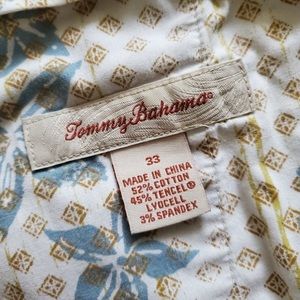 Tommy Bahama®
33
MADE IN CHINA
52% COTTON
45% TENCEL®
LYOCELL
3% SPANDEX